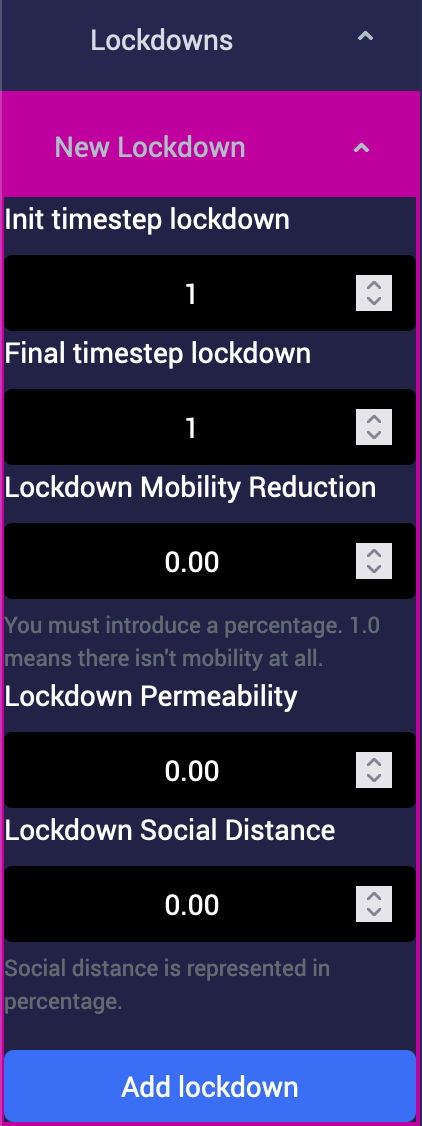 Lockdowns
New Lockdown
Init timestep lockdown
1
Final timestep lockdown
1
Lockdown Mobility Reduction
0.00
You must introduce a percentage. 1.0
means there isn't mobility at all.
Lockdown Permeability
0.00
Lockdown Social Distance
0.00
Social distance is represented in
percentage.
Add lockdown